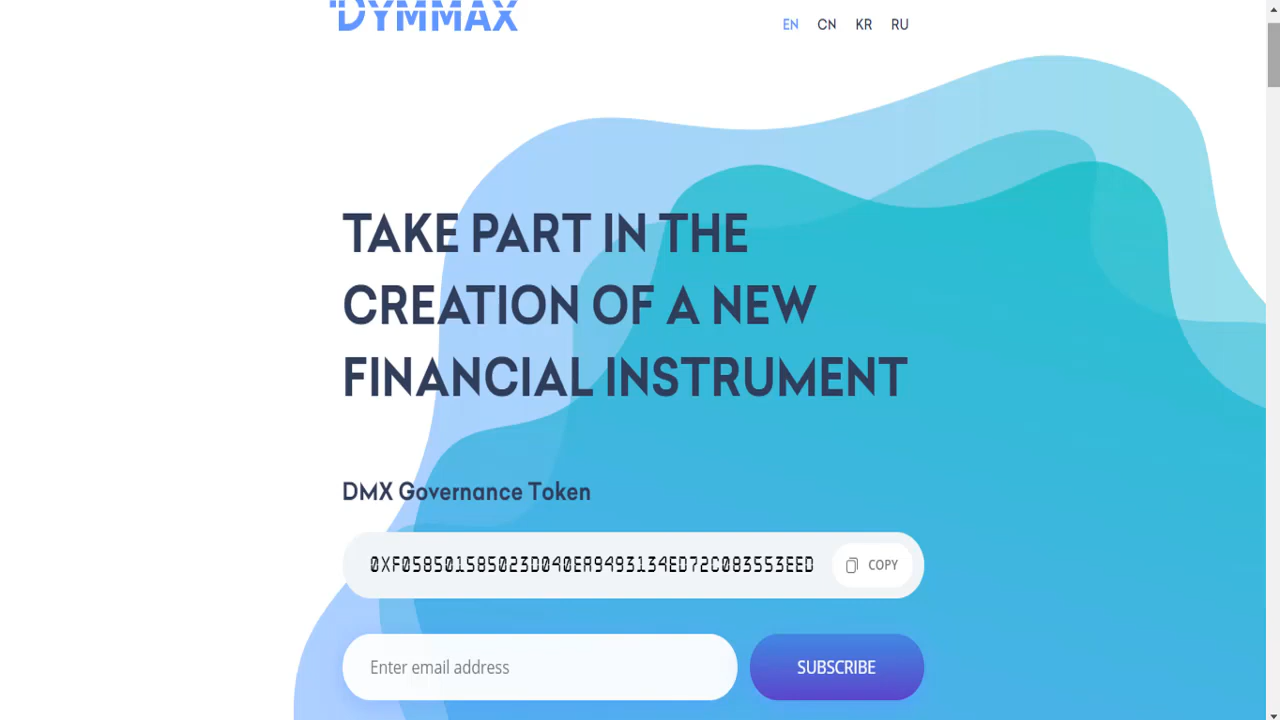 DYMMAX
EN CN KR RU
TAKE PART IN THE
CREATION OF A NEW
FINANCIAL INSTRUMENT
DMX Governance Token
0XF058501585023D040EA9493134ED72C083553EED COPY
Enter email address SUBSCRIBE